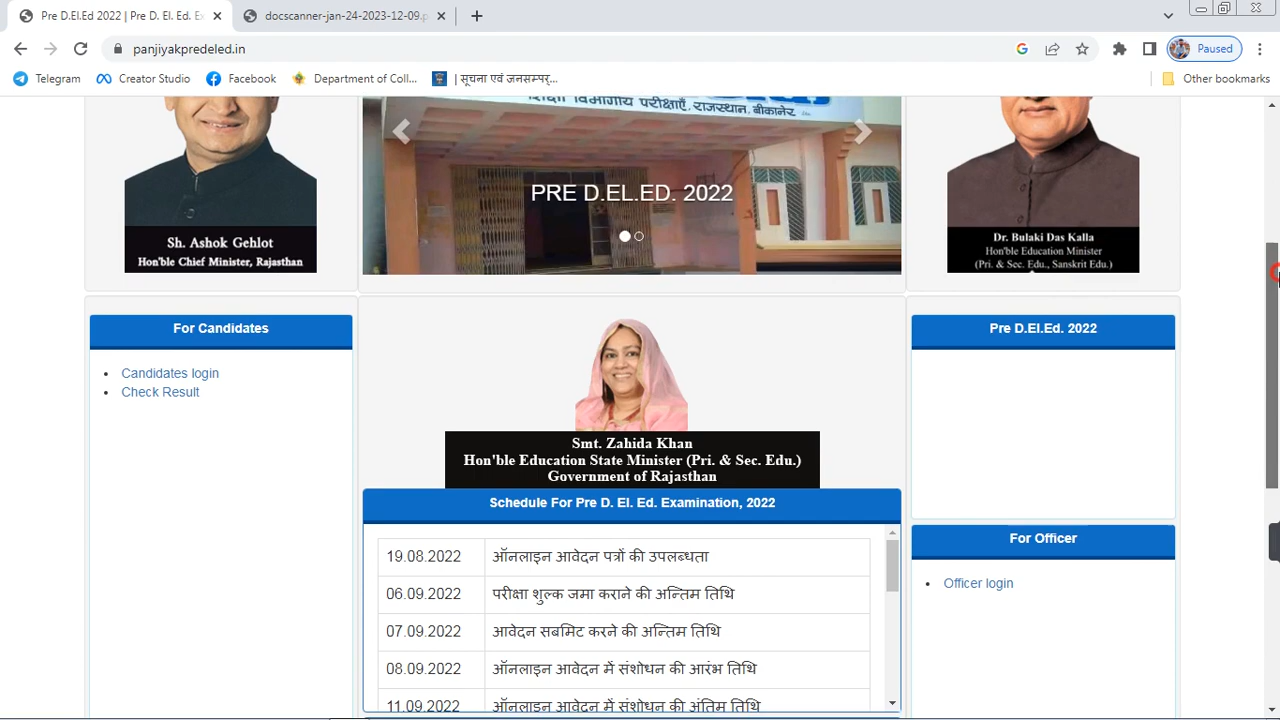 Pre D.El.Ed 2022 | Pre D. El. Ed. Ex
docscanner-jan-24-2023-12-09.p
panjiyakpredeled.in
Paused
Telegram
Creator Studio
Facebook
Department of Coll...
| सूचना एवं जनसम्पर्...
Other bookmarks
शिक्षा विभागीय परीक्षाएँ, राजस्थान, बीकानेर
PRE D.EL.ED. 2022
Sh. Ashok Gehlot
Hon'ble Chief Minister, Rajasthan
Dr. Bulaki Das Kalla
Hon'ble Education Minister
(Pri. & Sec. Edu., Sanskrit Edu.)
For Candidates
Candidates login
Check Result
Smt. Zahida Khan
Hon'ble Education State Minister (Pri. & Sec. Edu.)
Government of Rajasthan
Schedule For Pre D. El. Ed. Examination, 2022
19.08.2022 ऑनलाइन आवेदन पत्रों की उपलब्धता
06.09.2022 परीक्षा शुल्क जमा कराने की अन्तिम तिथि
07.09.2022 आवेदन सबमिट करने की अन्तिम तिथि
08.09.2022 ऑनलाइन आवेदन में संशोधन की आरंभ तिथि
11.09.2022 ऑनलाइन आवेदन में संशोधन की अंतिम तिथि
Pre D.El.Ed. 2022
For Officer
Officer login